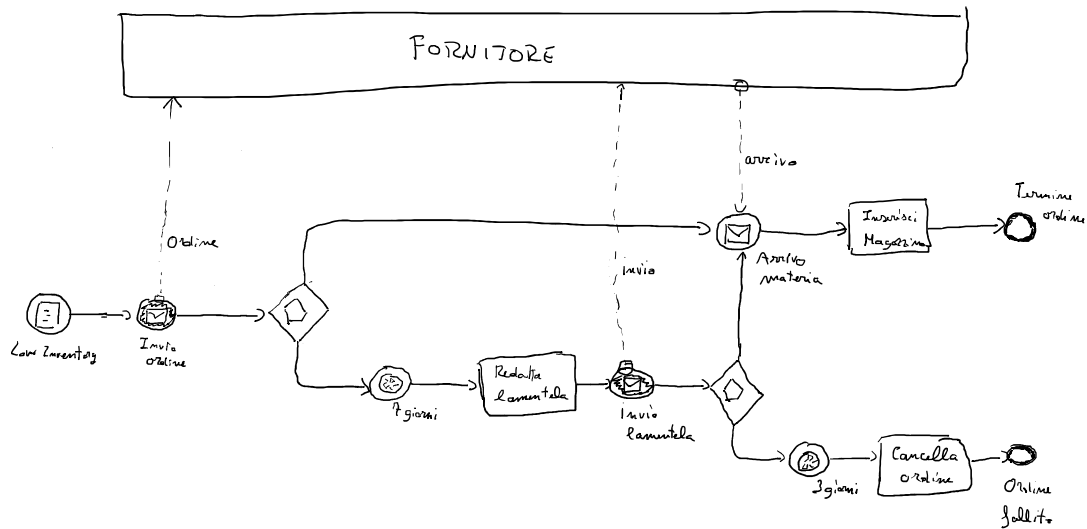 FORNITORE
Ordine
invio
arrivo
Low Inventory
Invio
ordine
7 giorni
Redatta
lamentela
Invio
lamentela
Arrivo
materia
Inserisci
Magazzino
Termine
ordine
3 giorni
Cancella
ordine
Ordine
fallito